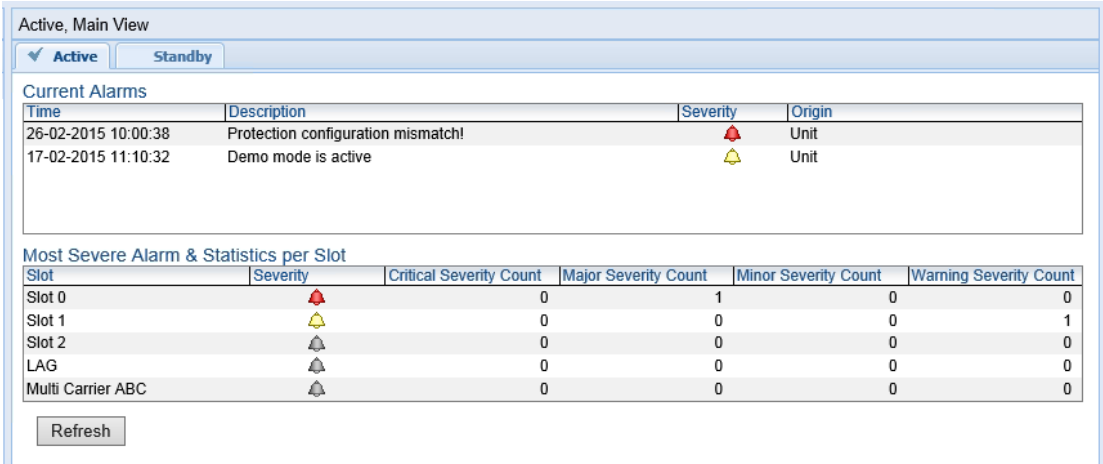 Active, Main View
Active Standby
Current Alarms
Time Description Severity Origin
26-02-2015 10:00:38 Protection configuration mismatch! Unit
17-02-2015 11:10:32 Demo mode is active Unit
Most Severe Alarm & Statistics per Slot
Slot Severity Critical Severity Count Major Severity Count Minor Severity Count Warning Severity Count
Slot 0 0 1 0 0
Slot 1 0 0 0 1
Slot 2 0 0 0 0
LAG 0 0 0 0
Multi Carrier ABC 0 0 0 0
Refresh